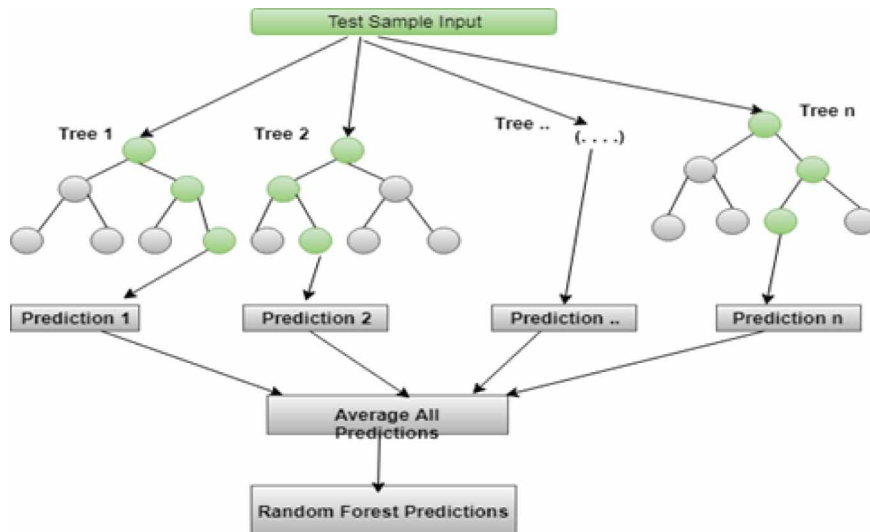 Test Sample Input
Tree 1
Tree 2
Tree ..
(. . . .)
Tree n
Prediction 1
Prediction 2
Prediction ..
Prediction n
Average All
Predictions
Random Forest Predictions